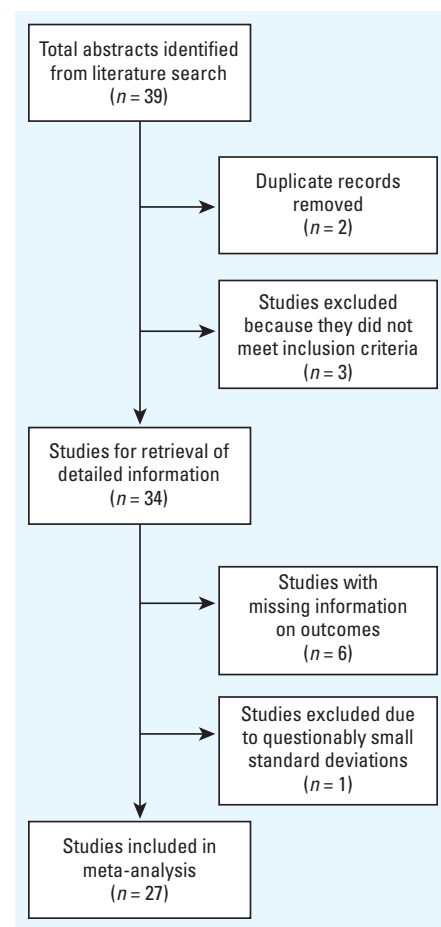 Total abstracts identified
from literature search
(n = 39)
Duplicate records
removed
(n = 2)
Studies excluded
because they did not
meet inclusion criteria
(n = 3)
Studies for retrieval of
detailed information
(n = 34)
Studies with
missing information
on outcomes
(n = 6)
Studies excluded due
to questionably small
standard deviations
(n = 1)
Studies included in
meta-analysis
(n = 27)